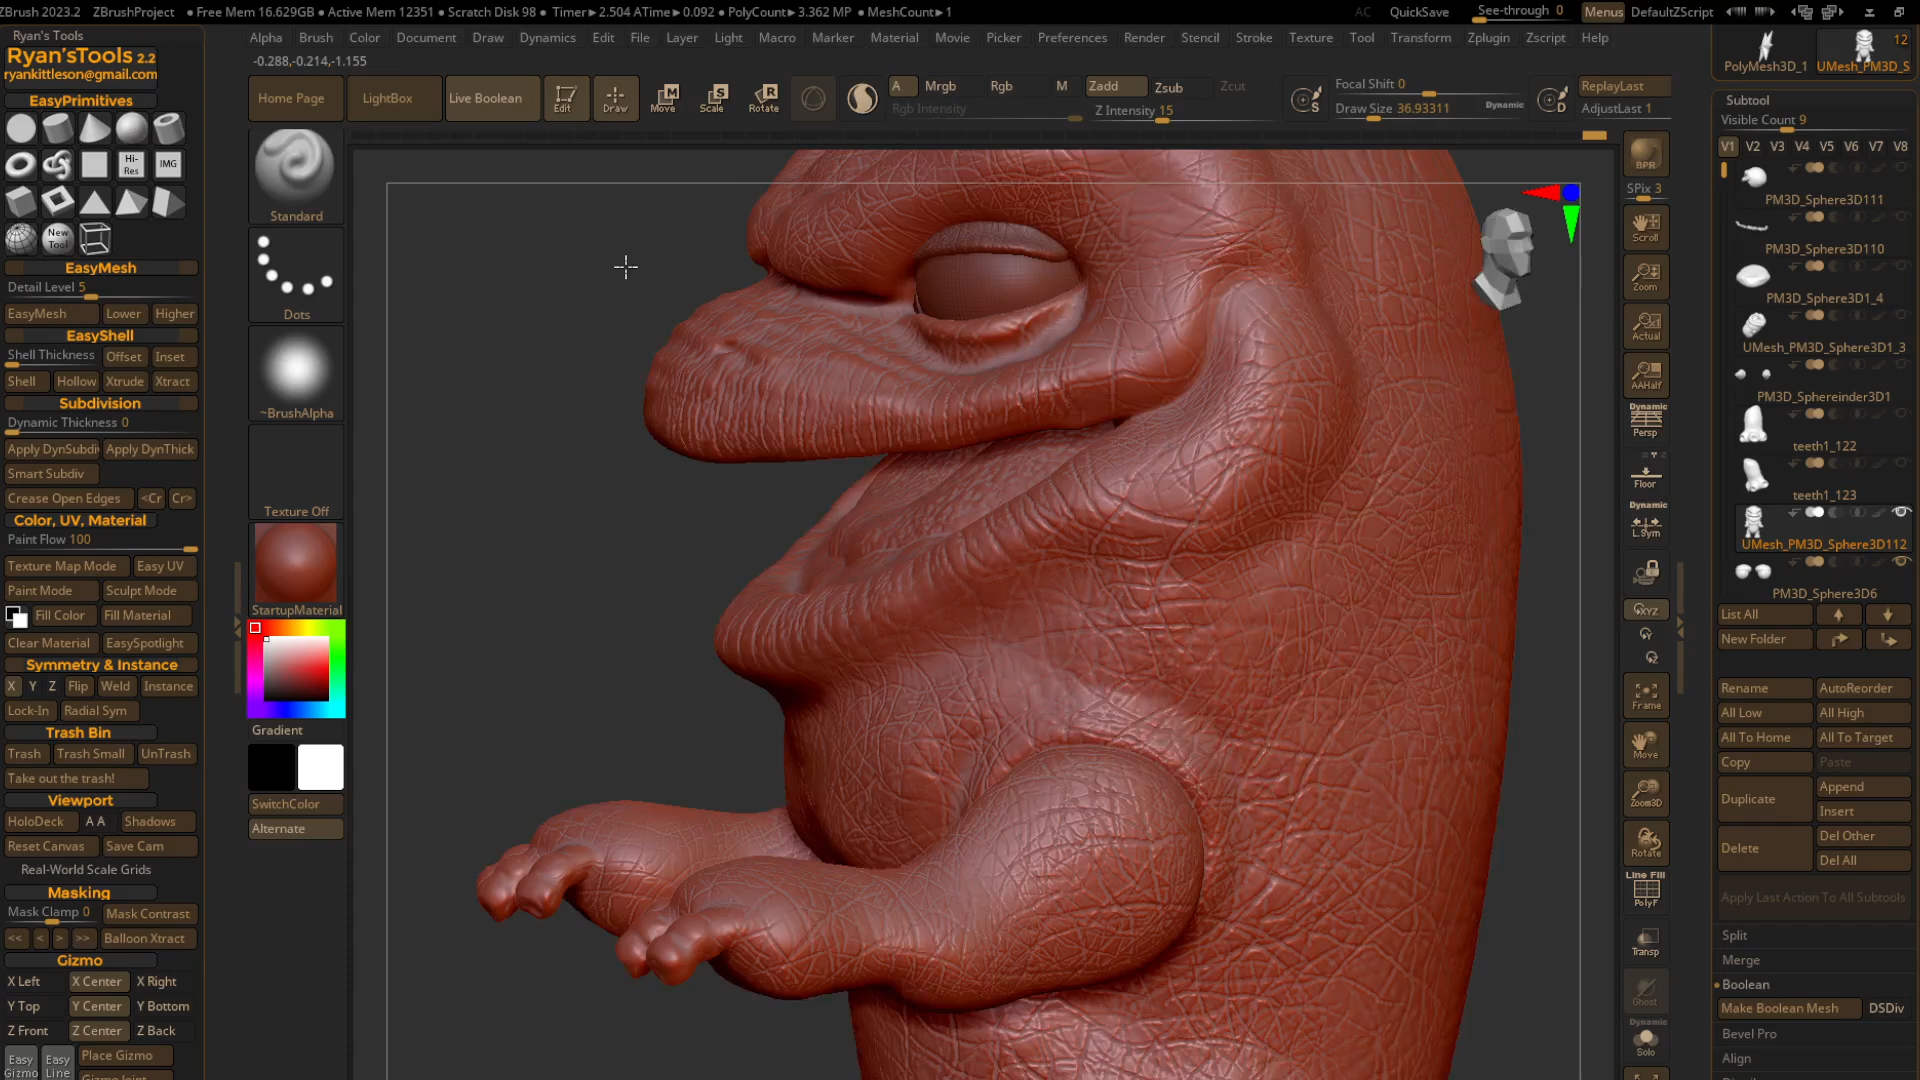 ZBrush 2023.2 ZBrushProject ● Free Mem 16.629GB ● Active Mem 12351 ● Scratch Disk 98 ● Timer▶2.504 ATime▶0.092 ● PolyCount▶3.362 MP ● MeshCount▶1 AC QuickSave See-through 0 Menus DefaultZScript
Ryan's Tools
Ryan'sTools 2.2
ryankittleson@gmail.com
Alpha Brush Color Document Draw Dynamics Edit File Layer Light Macro Marker Material Movie Picker Preferences Render Stencil Stroke Texture Tool Transform Zplugin Zscript Help
-0.288,-0.214,-1.155
Home Page LightBox Live Boolean Edit Draw Move Scale Rotate
A Mrgb Rgb M Zadd Zsub Zcut
Rgb Intensity Z Intensity 15
S Focal Shift 0
Draw Size 36.93311 Dynamic D
ReplayLast
AdjustLast 1
EasyPrimitives
Hi-Res IMG
New Tool
EasyMesh
Detail Level 5
EasyMesh Lower Higher
EasyShell
Shell Thickness Offset Inset
Shell Hollow Xtrude Xtract
Subdivision
Dynamic Thickness 0
Apply DynSubdiv Apply DynThick
Smart Subdiv
Crease Open Edges <Cr Cr>
Color, UV, Material
Paint Flow 100
Texture Map Mode Easy UV
Paint Mode Sculpt Mode
Fill Color Fill Material
Clear Material EasySpotlight
Symmetry & Instance
X Y Z Flip Weld Instance
Lock-In Radial Sym
Trash Bin
Trash Trash Small UnTrash
Take out the trash!
Viewport
HoloDeck A A Shadows
Reset Canvas Save Cam
Real-World Scale Grids
Masking
Mask Clamp 0 Mask Contrast
<< < > >> Balloon Xtract
Gizmo
X Left X Center X Right
Y Top Y Center Y Bottom
Z Front Z Center Z Back
Easy Gizmo Easy Line Place Gizmo
Gizmo Joint
Standard
Dots
~BrushAlpha
Texture Off
StartupMaterial
Gradient
SwitchColor
Alternate
BPR
SPix 3
Scroll
Zoom
Actual
AAHalf
Dynamic
Persp
Floor
Dynamic
L.Sym
XYZ
Frame
Move
Zoom3D
Rotate
Line Fill
PolyF
Transp
Ghost
Dynamic
Solo
12
PolyMesh3D_1 UMesh_PM3D_S
Subtool
Visible Count 9
V1 V2 V3 V4 V5 V6 V7 V8
PM3D_Sphere3D111
PM3D_Sphere3D110
PM3D_Sphere3D1_4
UMesh_PM3D_Sphere3D1_3
PM3D_Sphereinder3D1
teeth1_122
teeth1_123
UMesh_PM3D_Sphere3D112
PM3D_Sphere3D6
List All
New Folder
Rename AutoReorder
All Low All High
All To Home All To Target
Copy Paste
Duplicate Append
Insert
Delete Del Other
Del All
Apply Last Action To All Subtools
Split
Merge
Boolean
Make Boolean Mesh DSDiv
Bevel Pro
Align